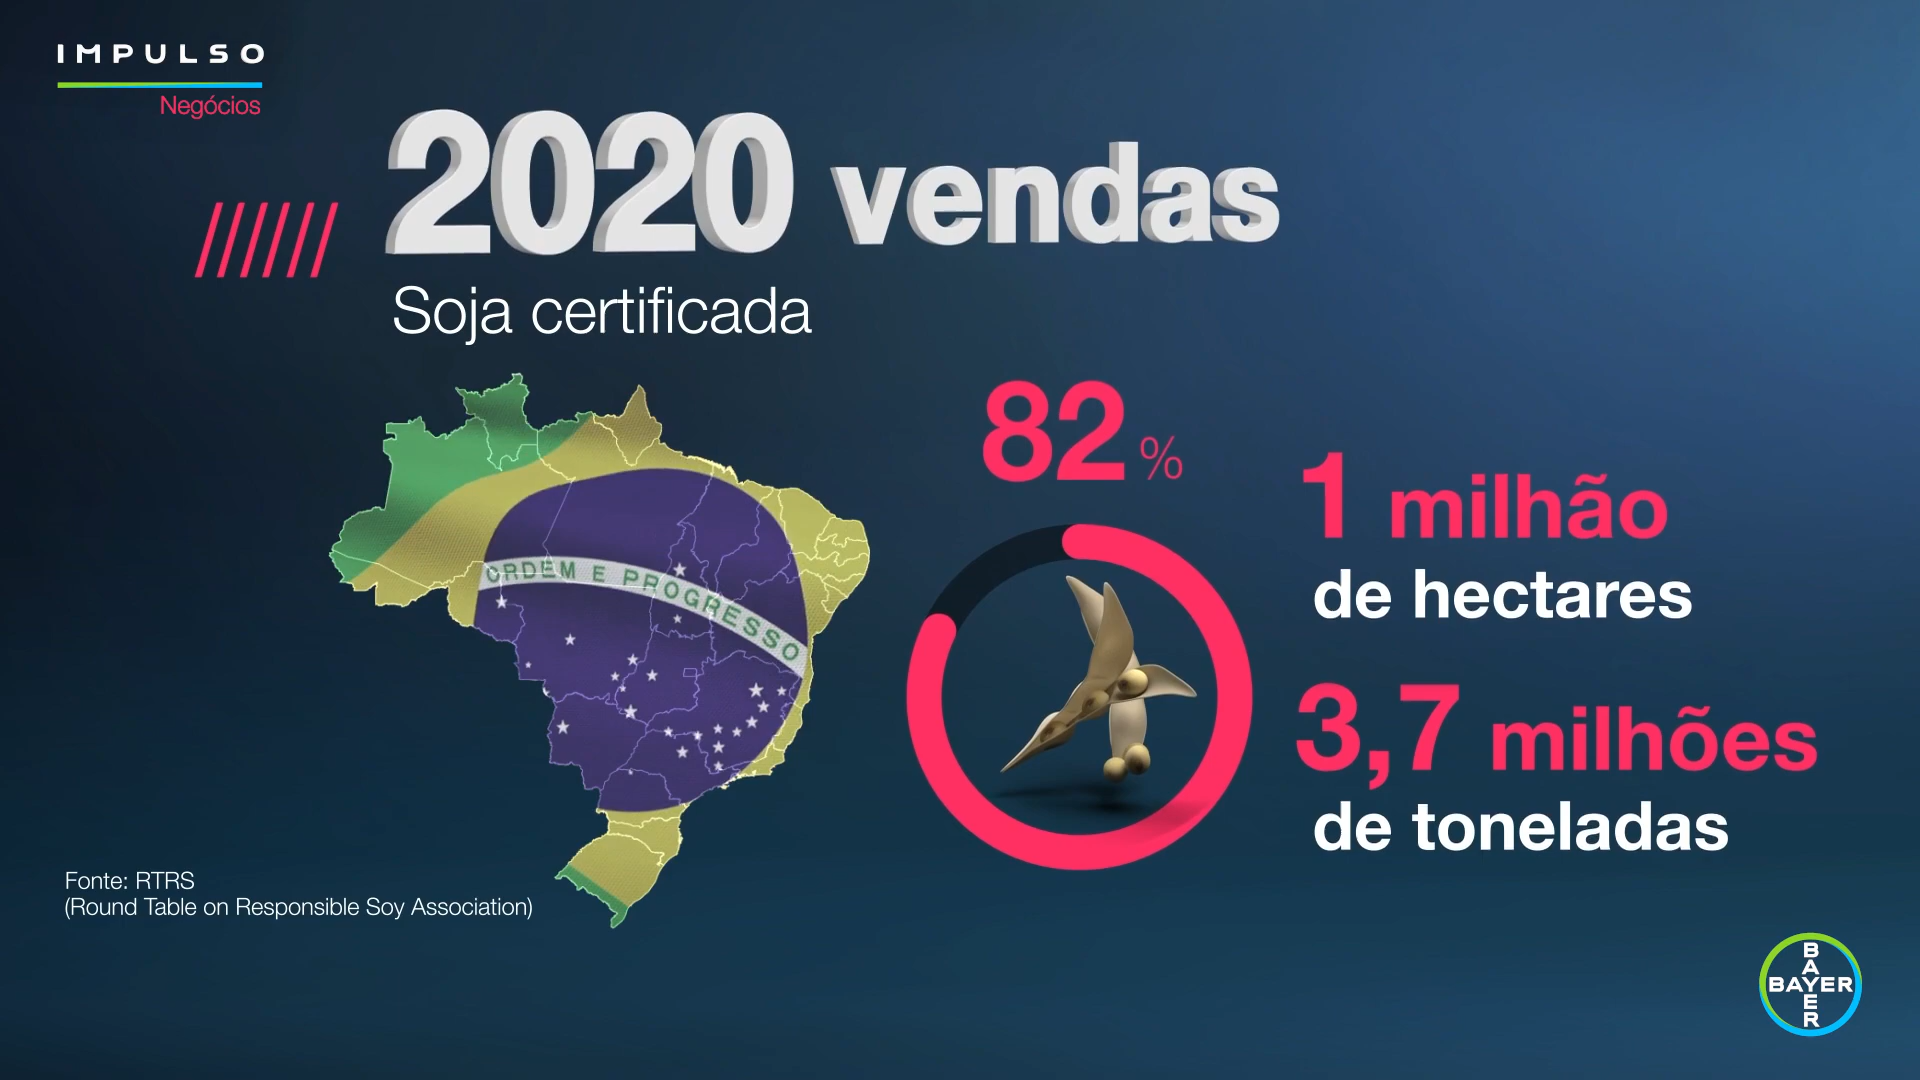 IMPULSO
Negócios
2020 vendas
Soja certificada
ORDEM E PROGRESSO
82 %
1 milhão
de hectares
3,7 milhões
de toneladas
Fonte: RTRS
(Round Table on Responsible Soy Association)
BAYER
BAYER